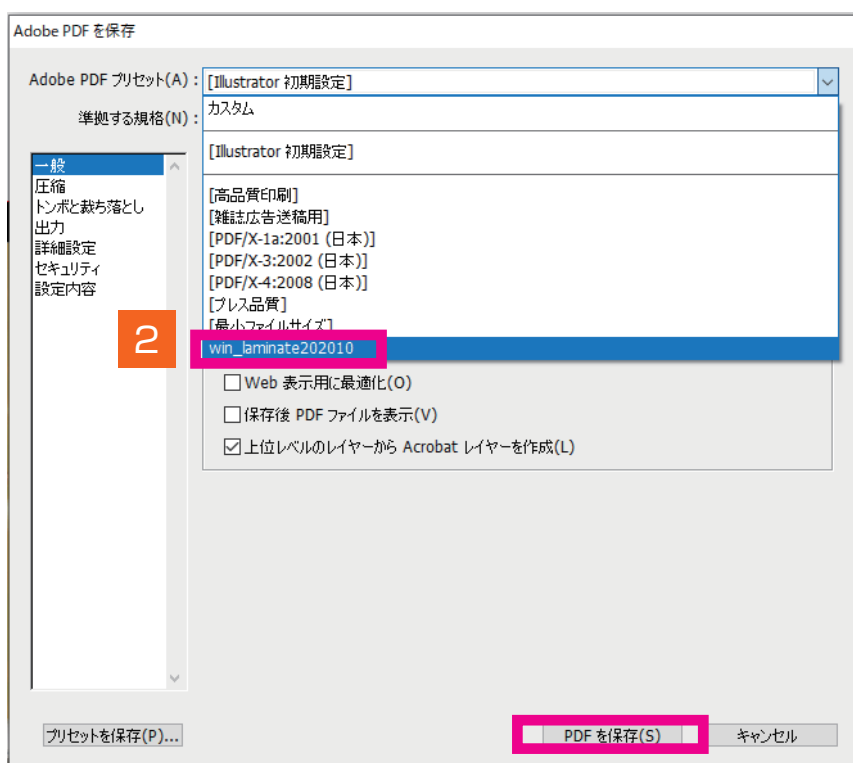 Adobe PDF を保存
Adobe PDF プリセット(A) : [Illustrator 初期設定]
準拠する規格(N) :
カスタム
[Illustrator 初期設定]
[高品質印刷]
[雑誌広告送稿用]
[PDF/X-1a:2001 (日本)]
[PDF/X-3:2002 (日本)]
[PDF/X-4:2008 (日本)]
[プレス品質]
[最小ファイルサイズ]
win_laminate202010
一般
圧縮
トンボと裁ち落とし
出力
詳細設定
セキュリティ
設定内容
2
Web 表示用に最適化(O)
保存後 PDF ファイルを表示(V)
上位レベルのレイヤーから Acrobat レイヤーを作成(L)
プリセットを保存(P)...
PDF を保存(S)
キャンセル